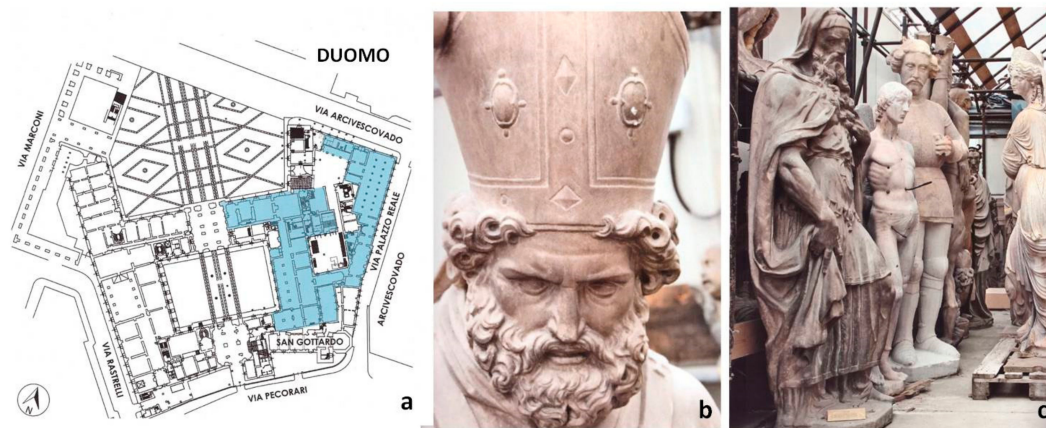 DUOMO
VIA ARCIVESCOVADO
VIA MARCONI
VIA PALAZZO REALE
ARCIVESCOVADO
SAN GOTTARDO
VIA RASTRELLI
VIA PECORARI
N
a
b
c